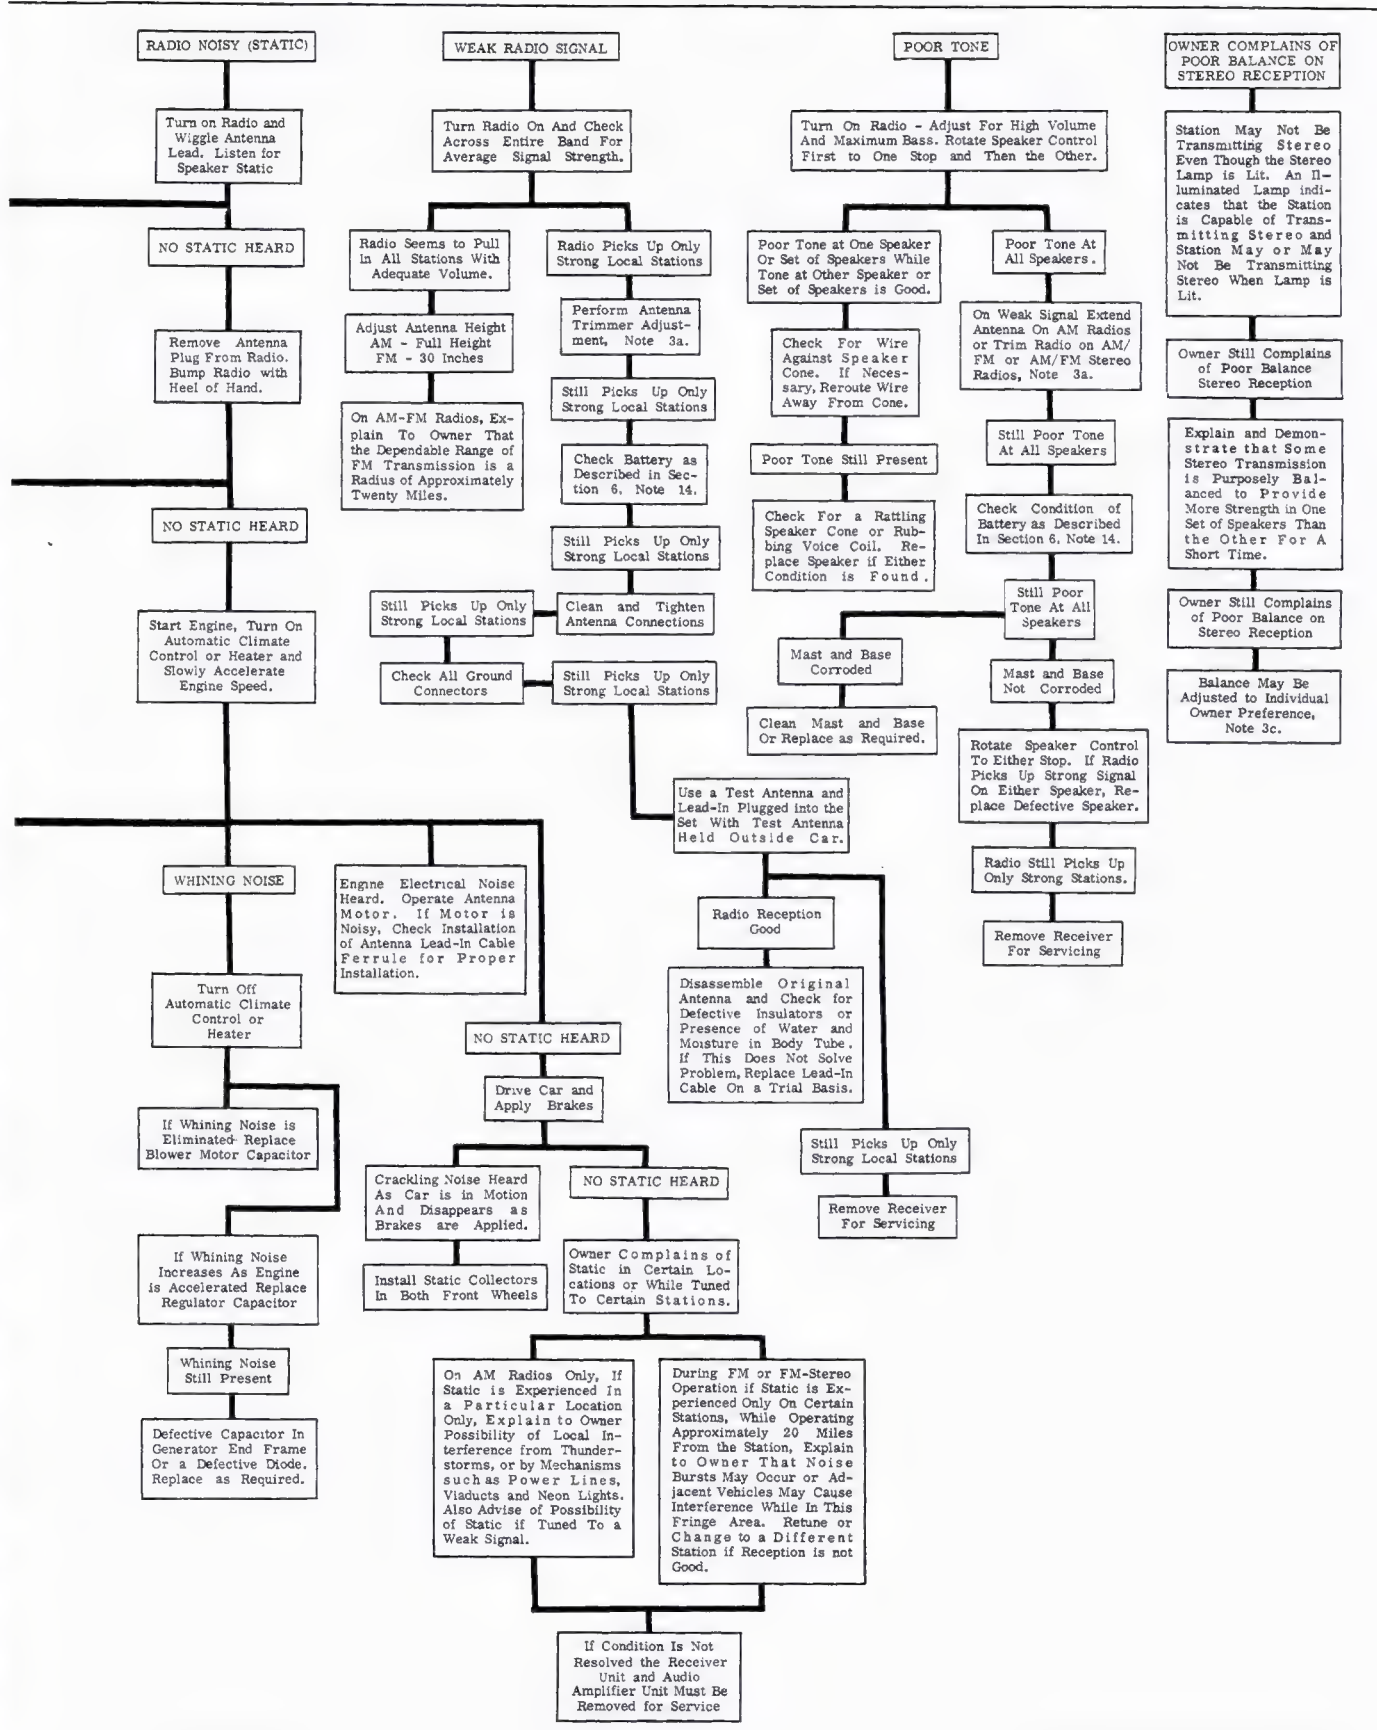 RADIO NOISY (STATIC)
Turn on Radio and
Wiggle Antenna
Lead. Listen for
Speaker Static
NO STATIC HEARD
Remove Antenna
Plug From Radio.
Bump Radio with
Heel of Hand.
NO STATIC HEARD
Start Engine, Turn On
Automatic Climate
Control or Heater and
Slowly Accelerate
Engine Speed.
WHINING NOISE
Turn Off
Automatic Climate
Control or
Heater
If Whining Noise is
Eliminated Replace
Blower Motor Capacitor
If Whining Noise
Increases As Engine
is Accelerated Replace
Regulator Capacitor
Whining Noise
Still Present
Defective Capacitor In
Generator End Frame
Or a Defective Diode.
Replace as Required.
Engine Electrical Noise
Heard. Operate Antenna
Motor. If Motor is
Noisy, Check Installation
of Antenna Lead-In Cable
Ferrule for Proper
Installation.
NO STATIC HEARD
Drive Car and
Apply Brakes
Crackling Noise Heard
As Car is in Motion
And Disappears as
Brakes are Applied.
Install Static Collectors
In Both Front Wheels
NO STATIC HEARD
Owner Complains of
Static in Certain Lo-
cations or While Tuned
To Certain Stations.
On AM Radios Only, If
Static is Experienced In
a Particular Location
Only, Explain to Owner
Possibility of Local In-
terference from Thunder-
storms, or by Mechanisms
such as Power Lines,
Viaducts and Neon Lights.
Also Advise of Possibility
of Static if Tuned To a
Weak Signal.
During FM or FM-Stereo
Operation if Static is Ex-
perienced Only On Certain
Stations, While Operating
Approximately 20 Miles
From the Station, Explain
to Owner That Noise
Bursts May Occur or Ad-
jacent Vehicles May Cause
Interference While In This
Fringe Area. Retune or
Change to a Different
Station if Reception is not
Good.
If Condition Is Not
Resolved the Receiver
Unit and Audio
Amplifier Unit Must Be
Removed for Service
WEAK RADIO SIGNAL
Turn Radio On And Check
Across Entire Band For
Average Signal Strength.
Radio Seems to Pull
In All Stations With
Adequate Volume.
Adjust Antenna Height
AM - Full Height
FM - 30 Inches
On AM-FM Radios, Ex-
plain To Owner That
the Dependable Range of
FM Transmission is a
Radius of Approximately
Twenty Miles.
Radio Picks Up Only
Strong Local Stations
Perform Antenna
Trimmer Adjust-
ment, Note 3a.
Still Picks Up Only
Strong Local Stations
Check Battery as
Described in Sec-
tion 6, Note 14.
Still Picks Up Only
Strong Local Stations
Clean and Tighten
Antenna Connections
Still Picks Up Only
Strong Local Stations
Check All Ground
Connectors
Still Picks Up Only
Strong Local Stations
Use a Test Antenna and
Lead-In Plugged into the
Set With Test Antenna
Held Outside Car.
Radio Reception
Good
Disassemble Original
Antenna and Check for
Defective Insulators or
Presence of Water and
Moisture in Body Tube.
If This Does Not Solve
Problem, Replace Lead-In
Cable On a Trial Basis.
Still Picks Up Only
Strong Local Stations
Remove Receiver
For Servicing
POOR TONE
Turn On Radio - Adjust For High Volume
And Maximum Bass. Rotate Speaker Control
First to One Stop and Then the Other.
Poor Tone at One Speaker
Or Set of Speakers While
Tone at Other Speaker or
Set of Speakers is Good.
Check For Wire
Against Speaker
Cone. If Neces-
sary, Reroute Wire
Away From Cone.
Poor Tone Still Present
Check For a Rattling
Speaker Cone or Rub-
bing Voice Coil. Re-
place Speaker if Either
Condition is Found.
Poor Tone At
All Speakers.
On Weak Signal Extend
Antenna On AM Radios
or Trim Radio on AM/
FM or AM/FM Stereo
Radios, Note 3a.
Still Poor Tone
At All Speakers
Check Condition of
Battery as Described
In Section 6, Note 14.
Still Poor
Tone At All
Speakers
Mast and Base
Corroded
Clean Mast and Base
Or Replace as Required.
Mast and Base
Not Corroded
Rotate Speaker Control
To Either Stop. If Radio
Picks Up Strong Signal
On Either Speaker, Re-
place Defective Speaker.
Radio Still Picks Up
Only Strong Stations.
Remove Receiver
For Servicing
OWNER COMPLAINS OF
POOR BALANCE ON
STEREO RECEPTION
Station May Not Be
Transmitting Stereo
Even Though the Stereo
Lamp is Lit. An Il-
luminated Lamp indi-
cates that the Station
is Capable of Trans-
mitting Stereo and
Station May or May
Not Be Transmitting
Stereo When Lamp is
Lit.
Owner Still Complains
of Poor Balance
Stereo Reception
Explain and Demon-
strate that Some
Stereo Transmission
is Purposely Bal-
anced to Provide
More Strength in One
Set of Speakers Than
the Other For A
Short Time.
Owner Still Complains
of Poor Balance on
Stereo Reception
Balance May Be
Adjusted to Individual
Owner Preference,
Note 3c.